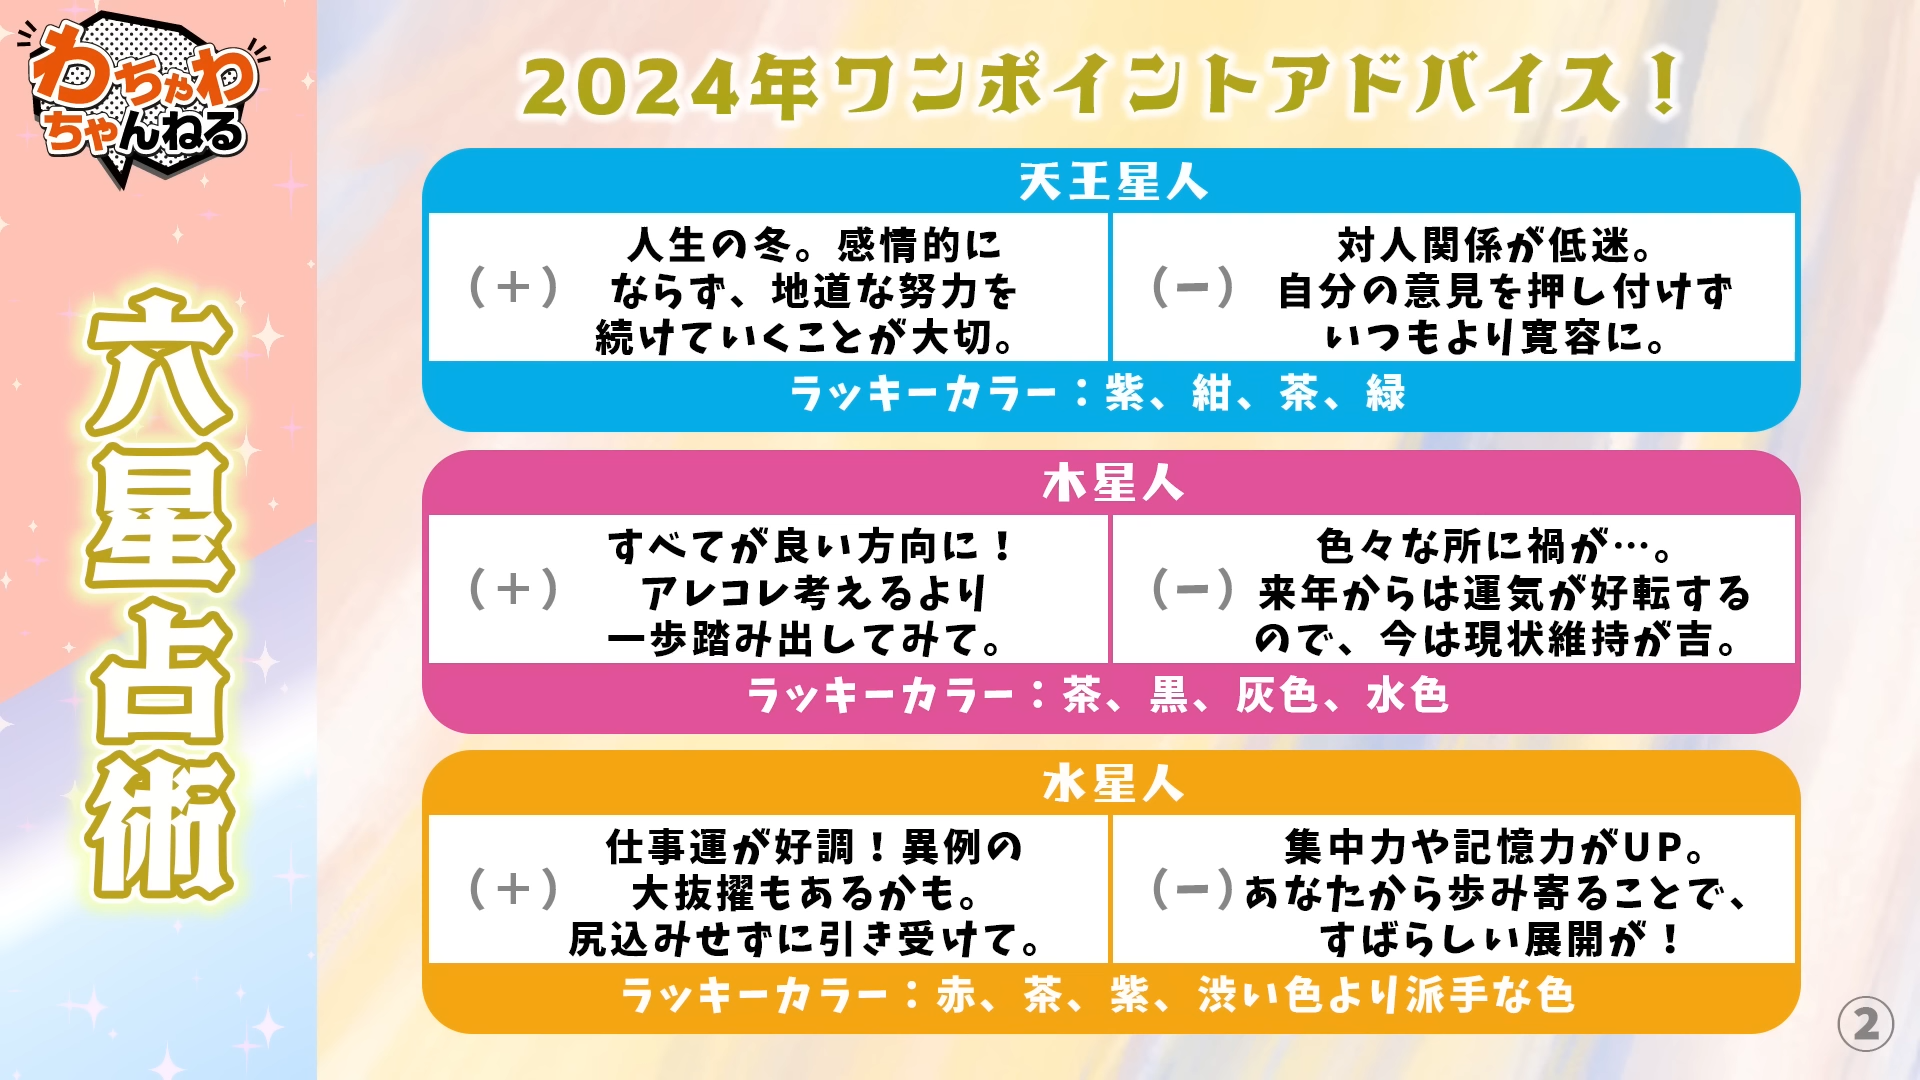 わちゃわ
ちゃんねる
六星占術
2024年ワンポイントアドバイス！
天王星人
（＋）
人生の冬。感情的に
ならず、地道な努力を
続けていくことが大切。
（－）
対人関係が低迷。
自分の意見を押し付けず
いつもより寛容に。
ラッキーカラー：紫、紺、茶、緑
木星人
（＋）
すべてが良い方向に！
アレコレ考えるより
一歩踏み出してみて。
（－）
色々な所に禍が…。
来年からは運気が好転する
ので、今は現状維持が吉。
ラッキーカラー：茶、黒、灰色、水色
水星人
（＋）
仕事運が好調！異例の
大抜擢もあるかも。
尻込みせずに引き受けて。
（－）
集中力や記憶力がUP。
あなたから歩み寄ることで、
すばらしい展開が！
ラッキーカラー：赤、茶、紫、渋い色より派手な色
②